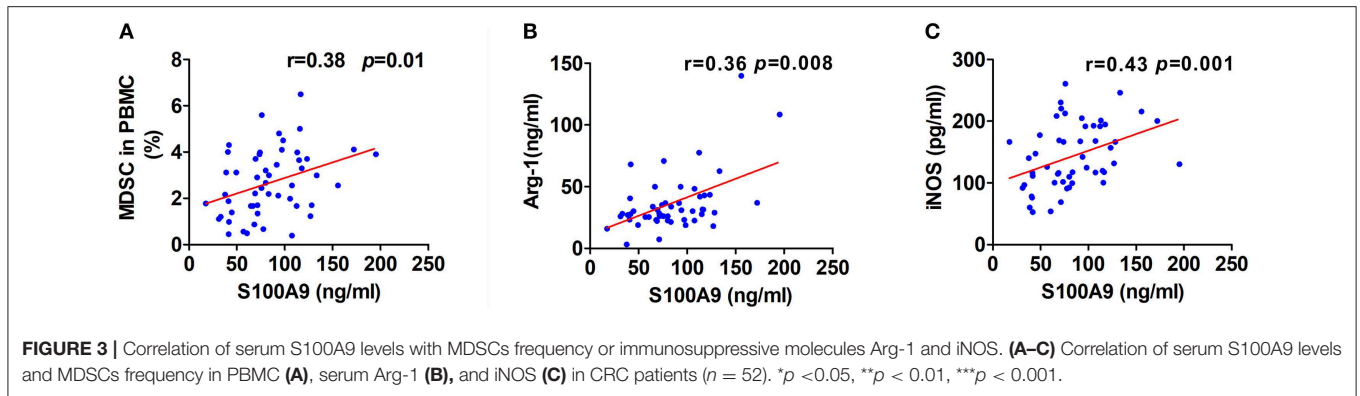 A
r=0.38 p=0.01
MDSC in PBMC
(%)
8
6
4
2
0
0 50 100 150 200 250
S100A9 (ng/ml)
B
r=0.36 p=0.008
Arg-1(ng/ml)
150
100
50
0
0 50 100 150 200 250
S100A9 (ng/ml)
C
r=0.43 p=0.001
iNOS (pg/ml))
300
200
100
0
0 50 100 150 200 250
S100A9 (ng/ml)
FIGURE 3 | Correlation of serum S100A9 levels with MDSCs frequency or immunosuppressive molecules Arg-1 and iNOS. (A–C) Correlation of serum S100A9 levels
and MDSCs frequency in PBMC (A), serum Arg-1 (B), and iNOS (C) in CRC patients (n = 52). *p <0.05, **p < 0.01, ***p < 0.001.